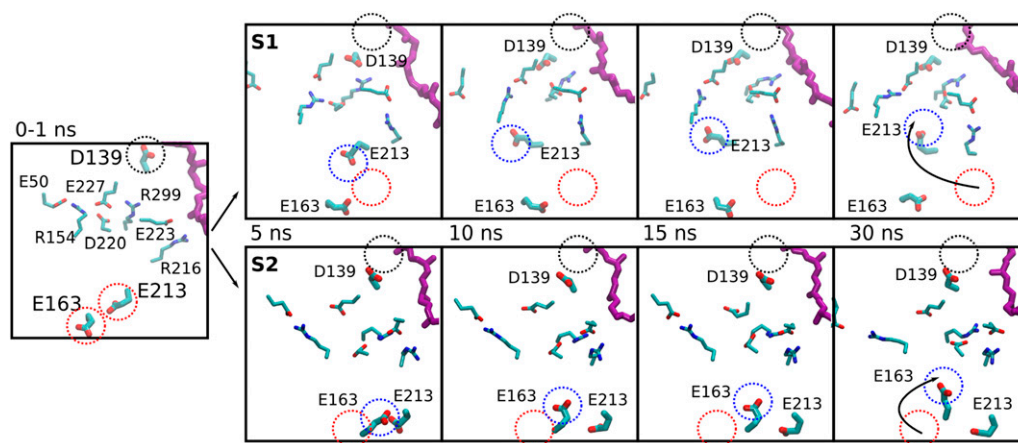 S1
D139
D139
D139
D139
0-1 ns
D139
E50
E227
R299
R154
D220
E223
R216
E163
E213
E213
E213
E213
E213
E163
E163
E163
5 ns
10 ns
15 ns
30 ns
S2
D139
D139
D139
D139
E163
E213
E163
E213
E163
E213
E163
E213